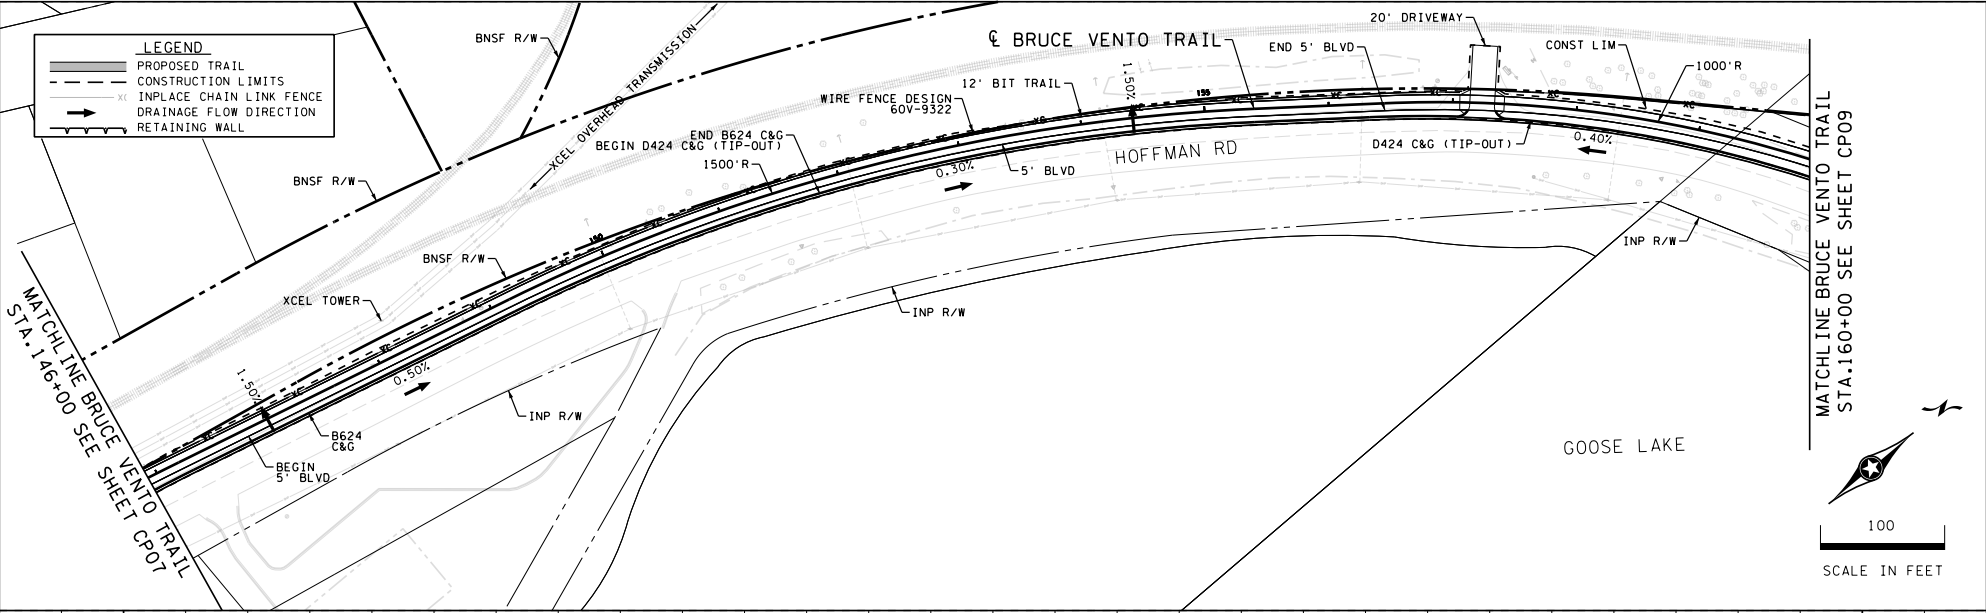 LEGEND
PROPOSED TRAIL
CONSTRUCTION LIMITS
XC INPLACE CHAIN LINK FENCE
DRAINAGE FLOW DIRECTION
RETAINING WALL
BNSF R/W
XCEL OVERHEAD TRANSMISSION
BNSF R/W
BNSF R/W
XCEL TOWER
℄ BRUCE VENTO TRAIL
20' DRIVEWAY
END 5' BLVD
CONST LIM
1000'R
12' BIT TRAIL
WIRE FENCE DESIGN
60V-9322
END B624 C&G
BEGIN D424 C&G (TIP-OUT)
1500'R
1.50%
155
0.30%
5' BLVD
HOFFMAN RD
D424 C&G (TIP-OUT)
0.40%
INP R/W
150
INP R/W
1.50%
0.50%
INP R/W
B624
C&G
BEGIN
5' BLVD
GOOSE LAKE
MATCHLINE BRUCE VENTO TRAIL
STA.146+00 SEE SHEET CP07
MATCHLINE BRUCE VENTO TRAIL
STA.160+00 SEE SHEET CP09
100
SCALE IN FEET